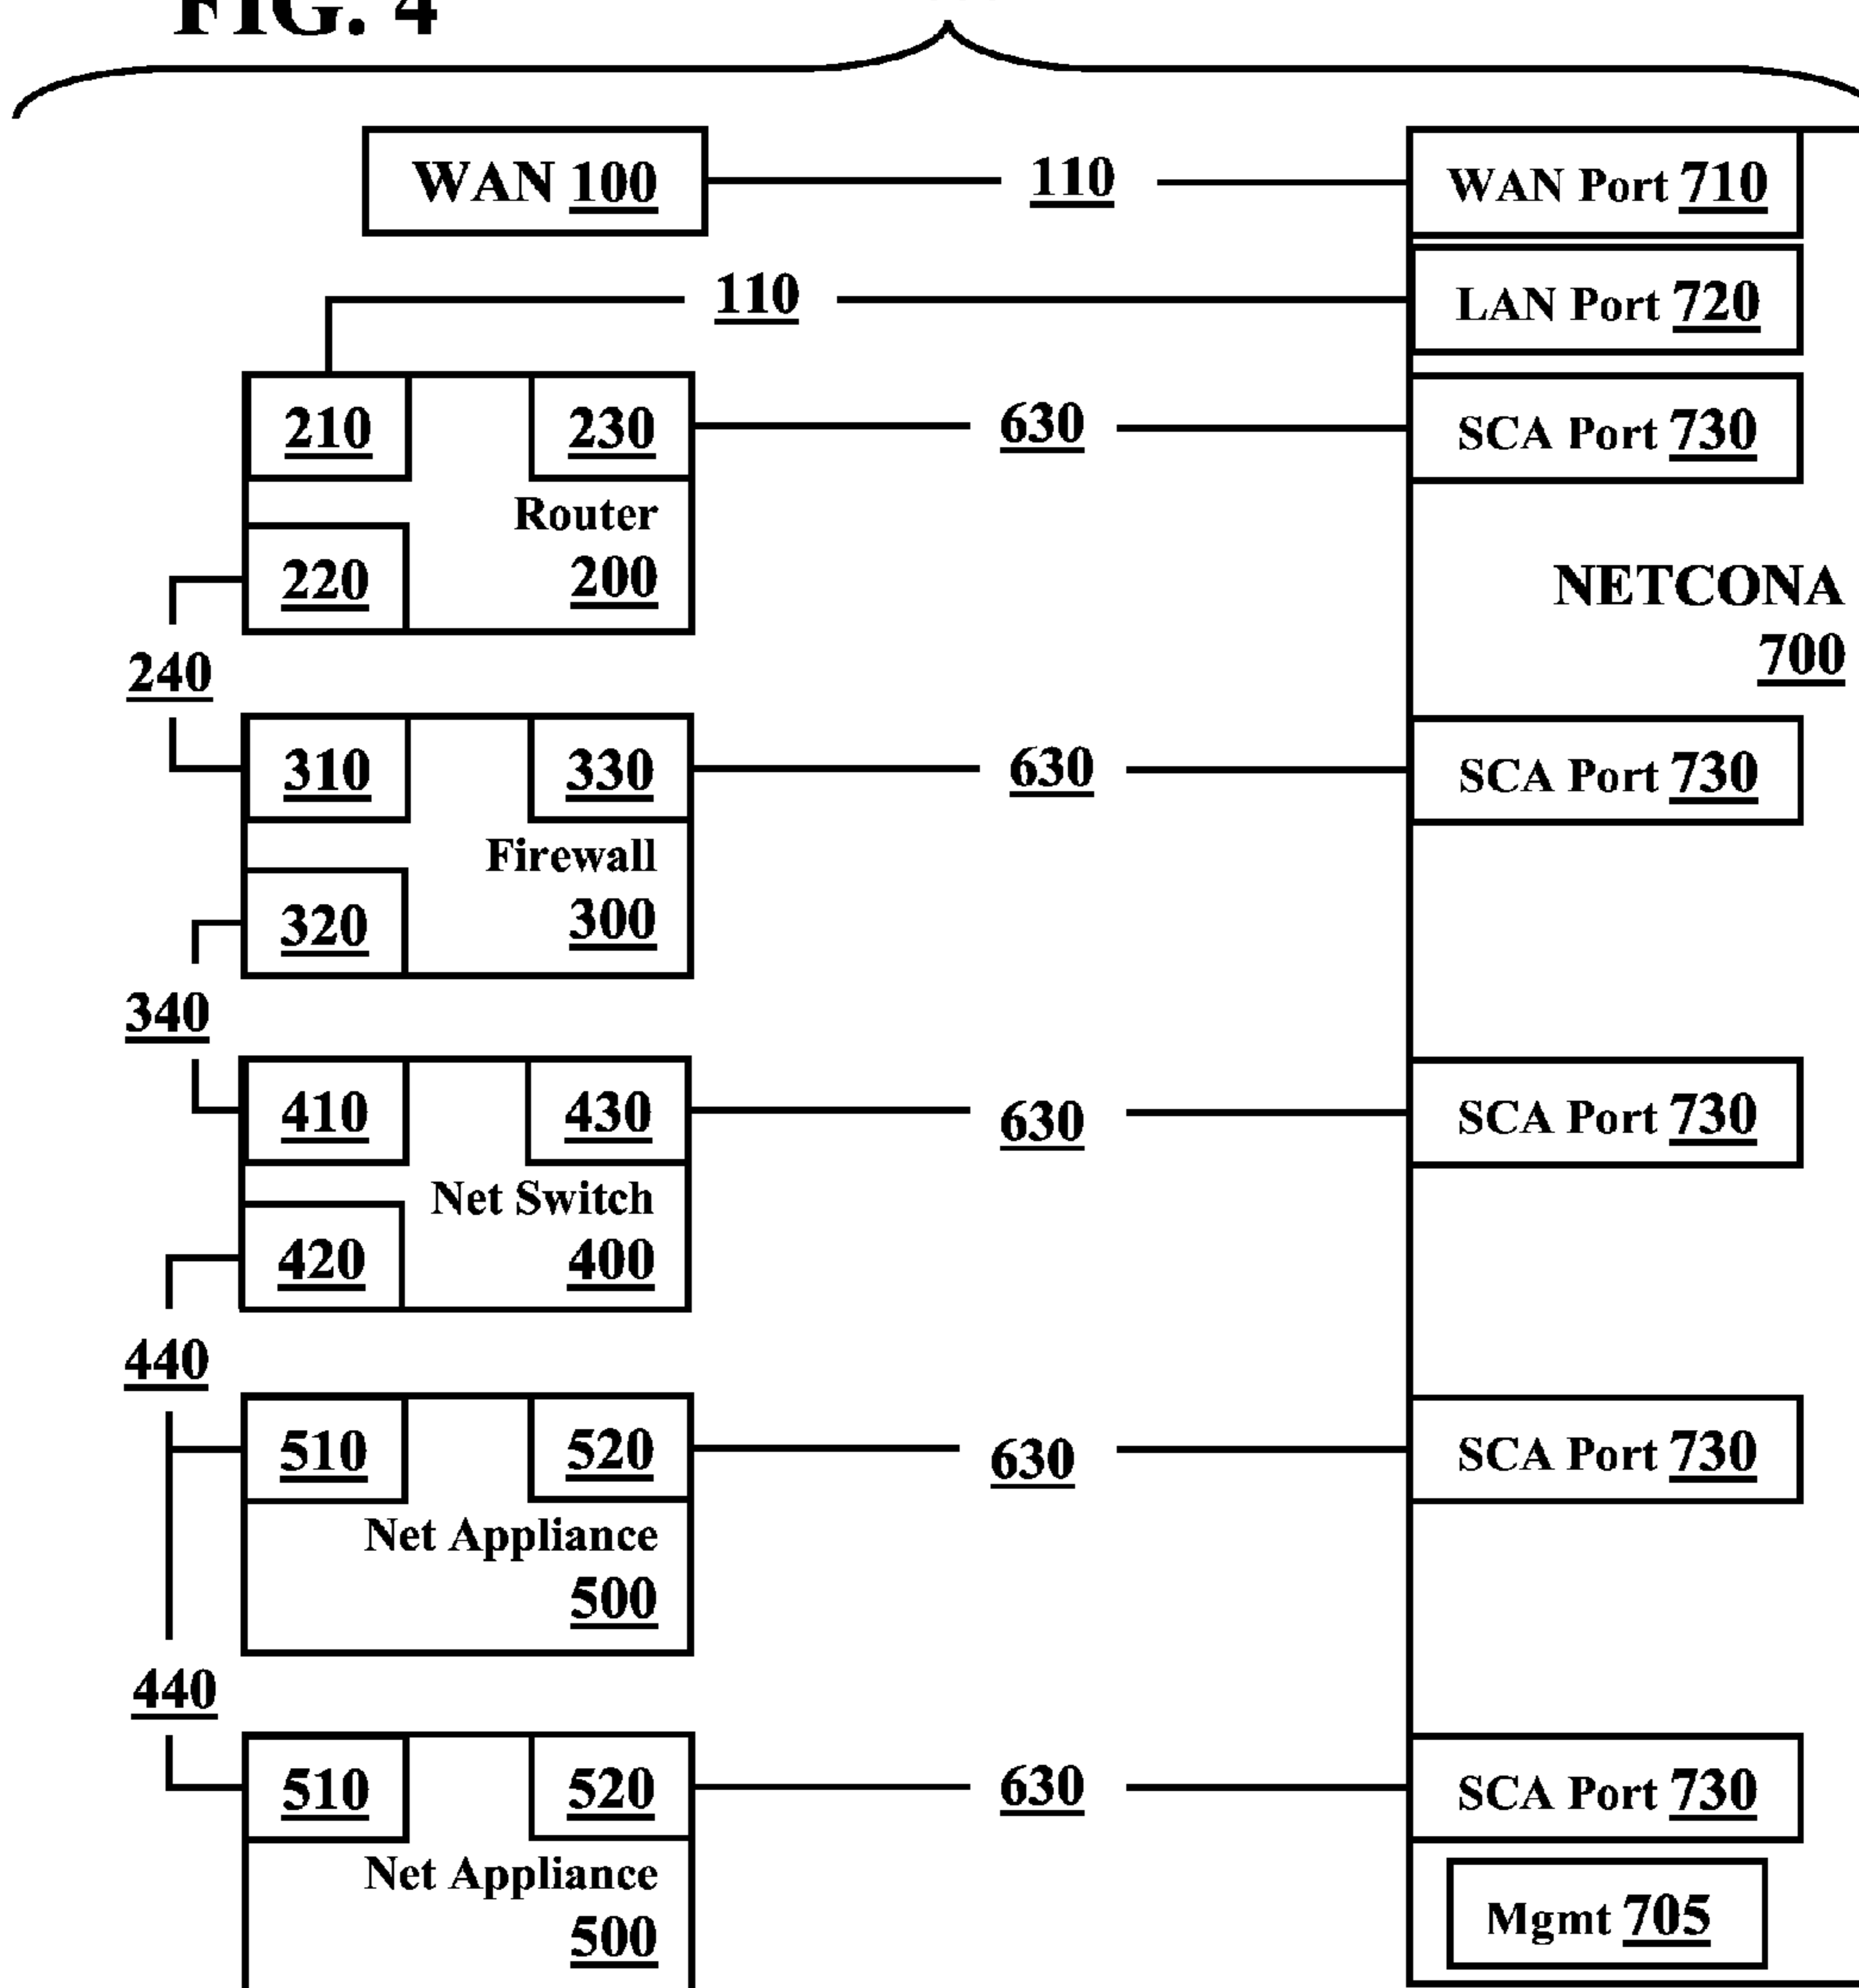 FIG. 4
WAN 100
110
WAN Port 710
110
LAN Port 720
210
230
630
SCA Port 730
Router
200
220
NETCONA
700
240
310
330
630
SCA Port 730
Firewall
300
320
340
410
430
630
SCA Port 730
Net Switch
400
420
440
510
520
630
SCA Port 730
Net Appliance
500
440
510
520
630
SCA Port 730
Net Appliance
500
Mgmt 705